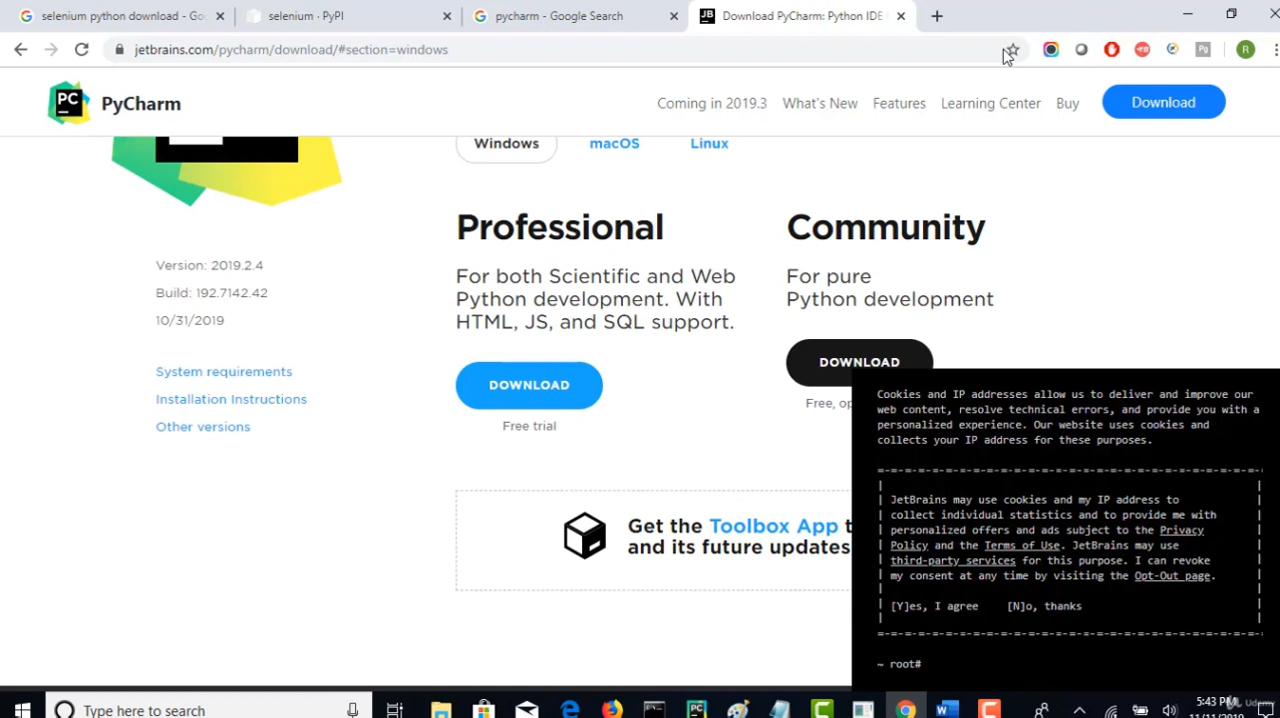 selenium python download - Go
selenium · PyPI
pycharm - Google Search
Download PyCharm: Python IDE
jetbrains.com/pycharm/download/#section=windows
R
PC
PyCharm
Coming in 2019.3
What's New
Features
Learning Center
Buy
Download
Windows
macOS
Linux
Professional
For both Scientific and Web
Python development. With
HTML, JS, and SQL support.
DOWNLOAD
Free trial
Community
For pure
Python development
DOWNLOAD
Free,
Version: 2019.2.4
Build: 192.7142.42
10/31/2019
System requirements
Installation Instructions
Other versions
Get the Toolbox App
and its future updates
Cookies and IP addresses allow us to deliver and improve our
web content, resolve technical errors, and provide you with a
personalized experience. Our website uses cookies and
collects your IP address for these purposes.
JetBrains may use cookies and my IP address to
collect individual statistics and to provide me with
personalized offers and ads subject to the Privacy
Policy and the Terms of Use. JetBrains may use
third-party services for this purpose. I can revoke
my consent at any time by visiting the Opt-Out page.
[Y]es, I agree [N]o, thanks
~ root#
Type here to search
5:43 PM